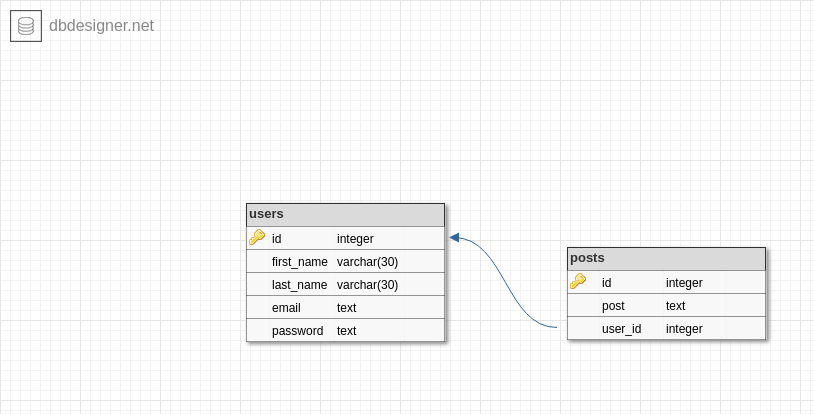 dbdesigner.net
users
id integer
first_name varchar(30)
last_name varchar(30)
email text
password text
posts
id integer
post text
user_id integer